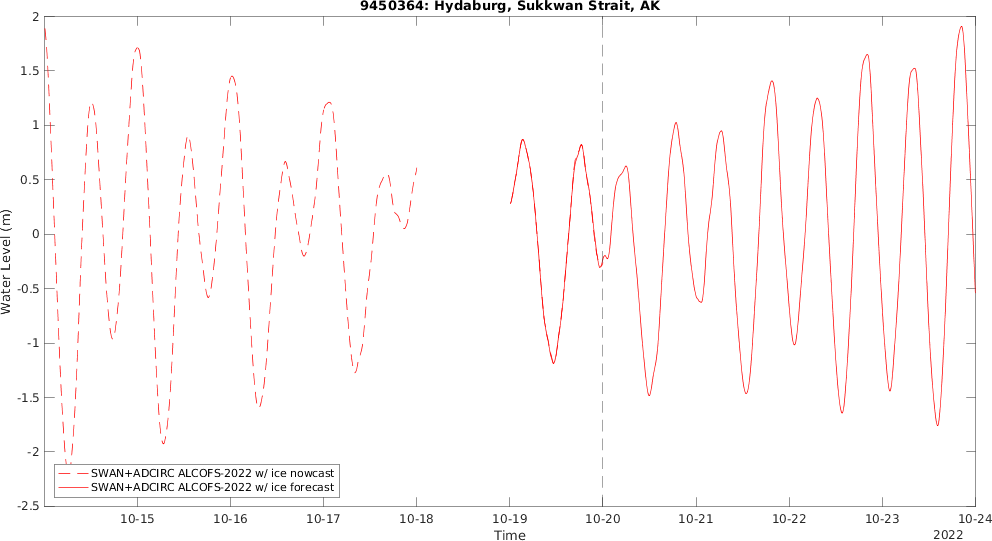 9450364: Hydaburg, Sukkwan Strait, AK
Water Level (m)
2
1.5
1
0.5
0
-0.5
-1
-1.5
-2
-2.5
SWAN+ADCIRC ALCOFS-2022 w/ ice nowcast
SWAN+ADCIRC ALCOFS-2022 w/ ice forecast
10-15 10-16 10-17 10-18 10-19 10-20 10-21 10-22 10-23 10-24
Time
2022